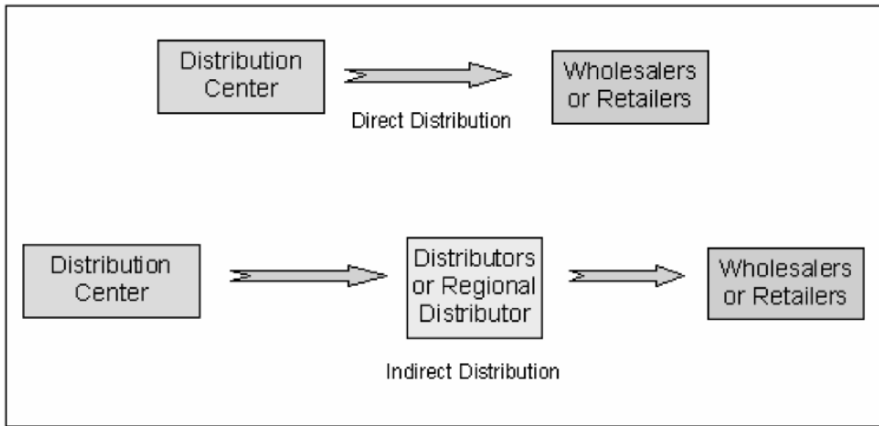 Distribution
Center
Wholesalers
or Retailers
Direct Distribution
Distribution
Center
Distributors
or Regional
Distributor
Wholesalers
or Retailers
Indirect Distribution